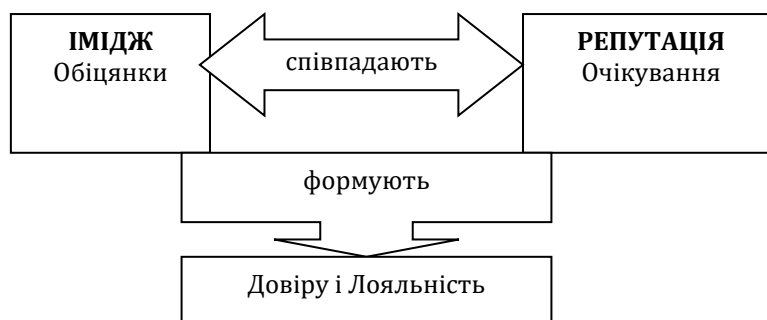 ІМІДЖ
Обіцянки
співпадають
РЕПУТАЦІЯ
Очікування
формують
Довіру і Лояльність